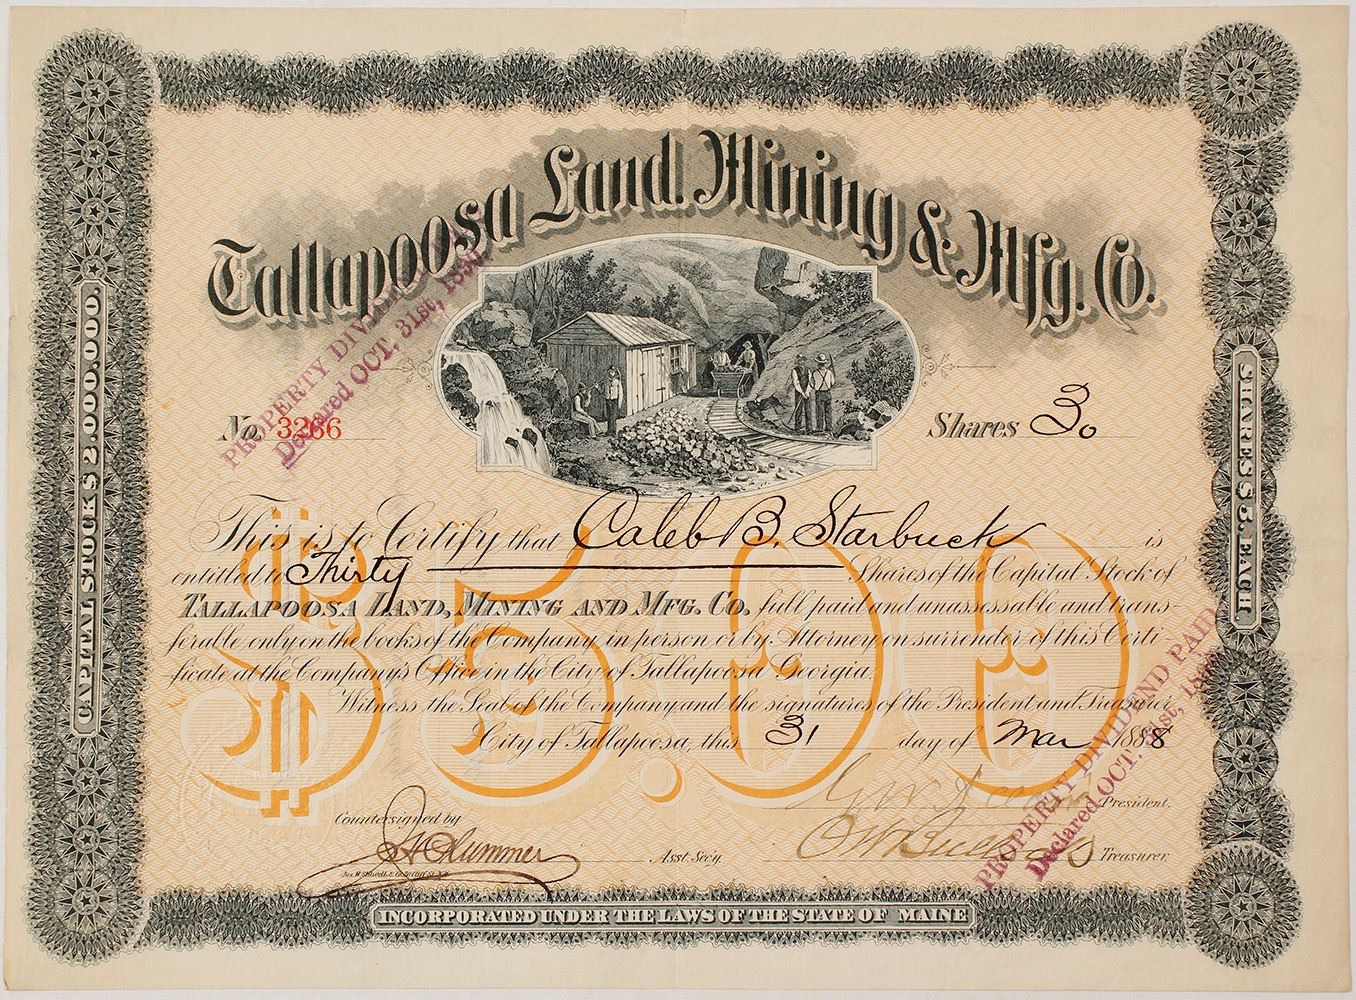 Tallapoosa Land. Mining & Mfg. Co.
PROPERTY DIVIDEND PAID
Declared OCT. 31st,
No. 3266
Shares 30
This is to Certify that Caleb B. Starbuck is
entitled to Thirty Shares of the Capital Stock of
TALLAPOOSA LAND, MINING AND MFG. CO. full paid and unassessable and trans-
ferable only on the books of the Company in person or by Attorney on surrender of this Certi-
ficate at the Company's Office in the City of Tallapoosa Georgia.
Witness the Seal of the Company and the signatures of the President and Treasurer
City of Tallapoosa, this 31 day of Mar 1888
$5.00
President.
Countersigned by
Asst. Sec'y.
Treasurer.
PROPERTY DIVIDEND PAID
Declared OCT. 31st,
INCORPORATED UNDER THE LAWS OF THE STATE OF MAINE
CAPITAL STOCK $2.000.000.
SHARES $5. EACH.